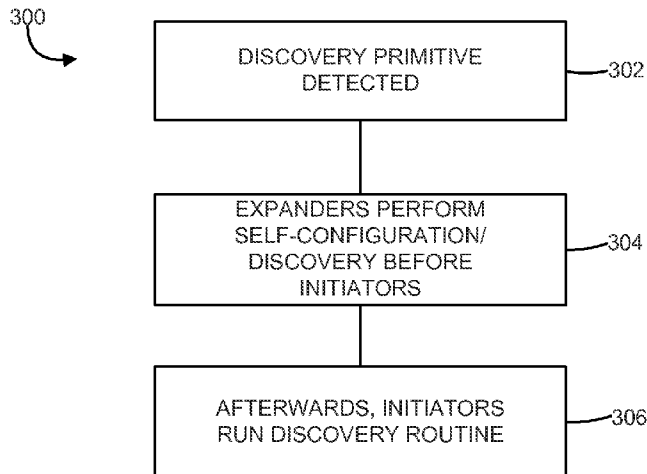 300
DISCOVERY PRIMITIVE
DETECTED
302
EXPANDERS PERFORM
SELF-CONFIGURATION/
DISCOVERY BEFORE
INITIATORS
304
AFTERWARDS, INITIATORS
RUN DISCOVERY ROUTINE
306